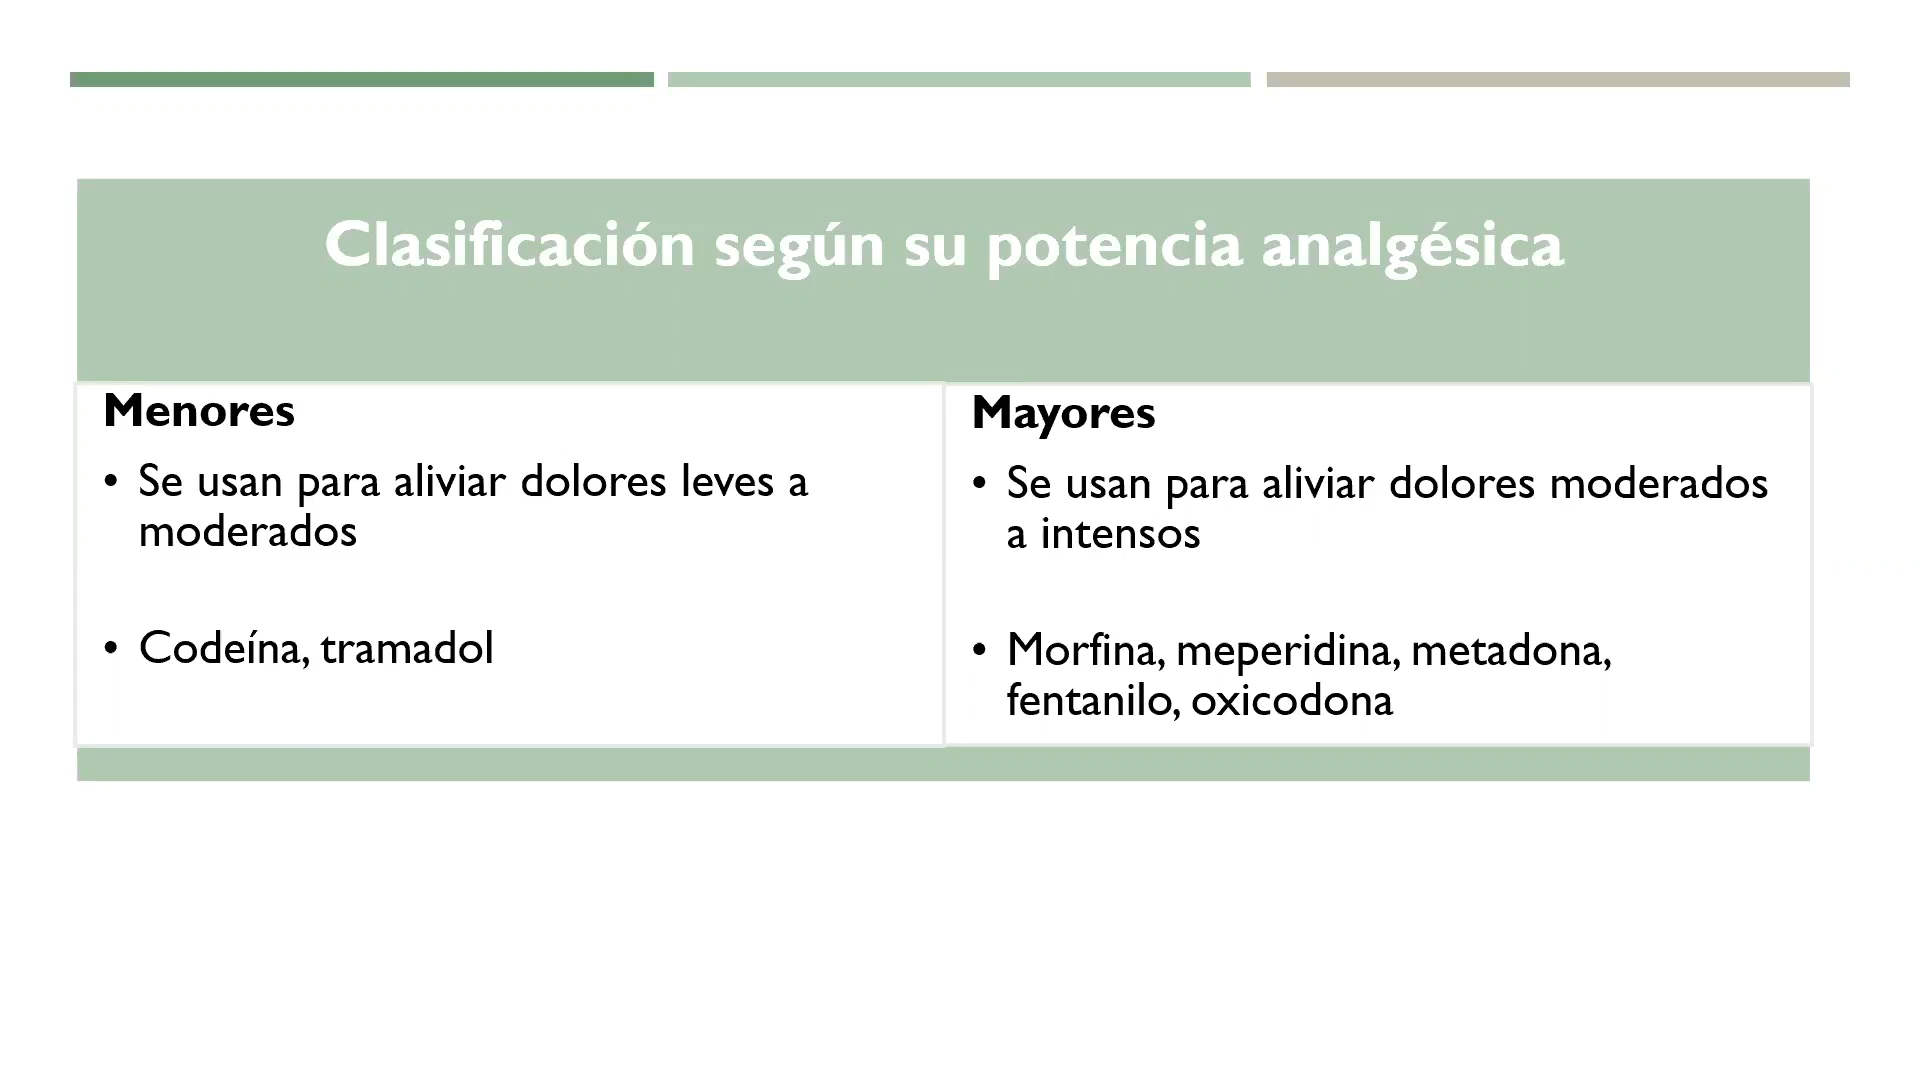 Clasificación según su potencia analgésica
Menores
• Se usan para aliviar dolores leves a
moderados
• Codeína, tramadol
Mayores
• Se usan para aliviar dolores moderados
a intensos
• Morfina, meperidina, metadona,
fentanilo, oxicodona